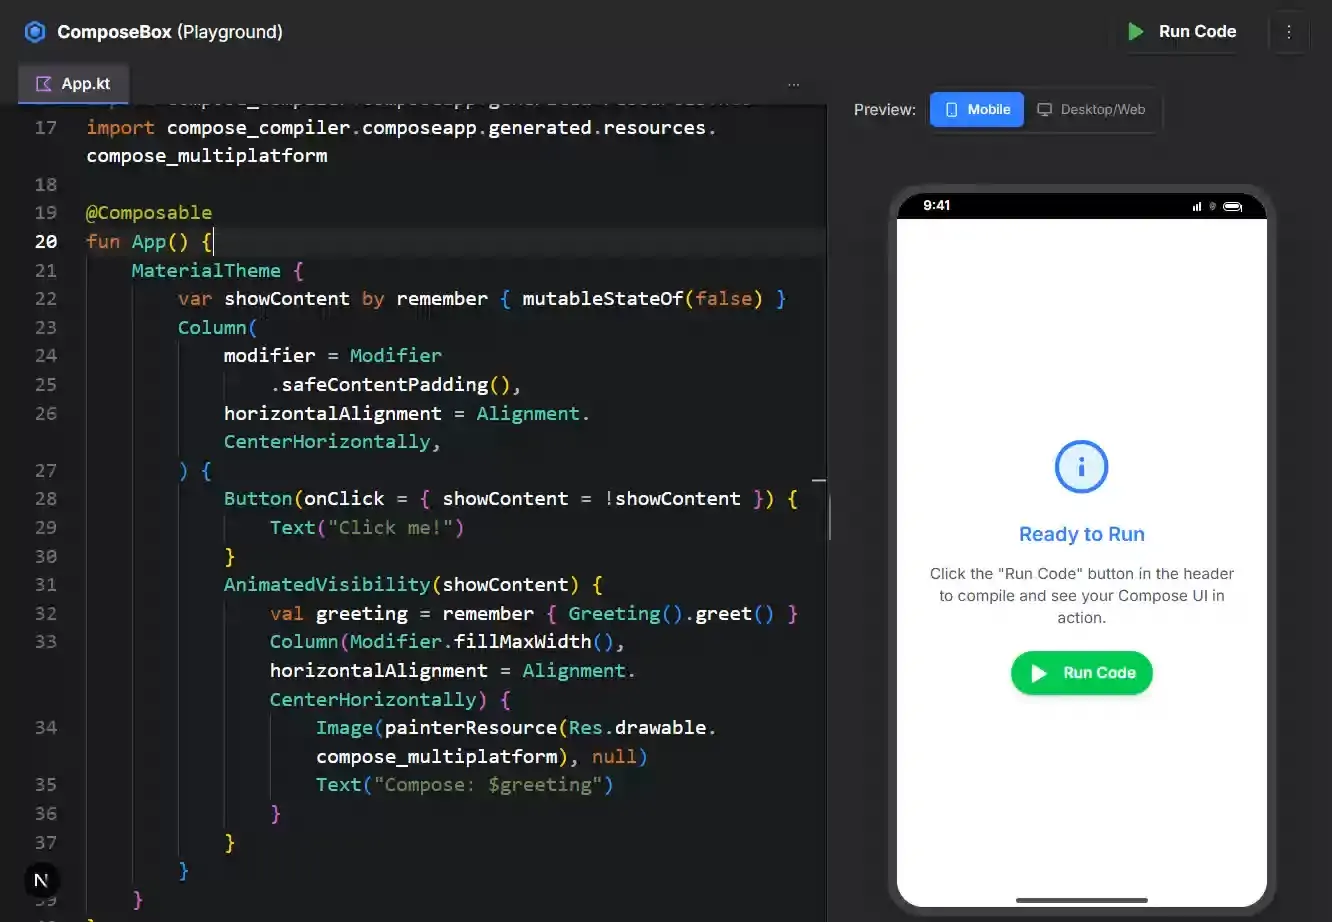 ComposeBox (Playground)
Run Code
App.kt
...
Preview:
Mobile
Desktop/Web
17 import compose_compiler.composeapp.generated.resources.
compose_multiplatform
18
19 @Composable
20 fun App() {
21 MaterialTheme {
22 var showContent by remember { mutableStateOf(false) }
23 Column(
24 modifier = Modifier
25 .safeContentPadding(),
26 horizontalAlignment = Alignment.
CenterHorizontally,
27 ) {
28 Button(onClick = { showContent = !showContent }) {
29 Text("Click me!")
30 }
31 AnimatedVisibility(showContent) {
32 val greeting = remember { Greeting().greet() }
33 Column(Modifier.fillMaxWidth(),
horizontalAlignment = Alignment.
CenterHorizontally) {
34 Image(painterResource(Res.drawable.
compose_multiplatform), null)
35 Text("Compose: $greeting")
36 }
37 }
}
39 }
N
9:41
Ready to Run
Click the "Run Code" button in the header
to compile and see your Compose UI in
action.
Run Code